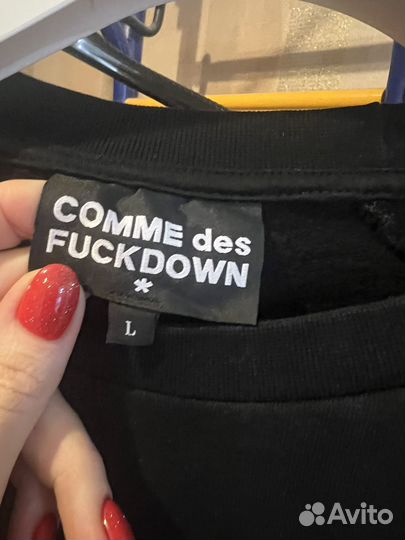 COMME des
FUCKDOWN
*
L
Avito